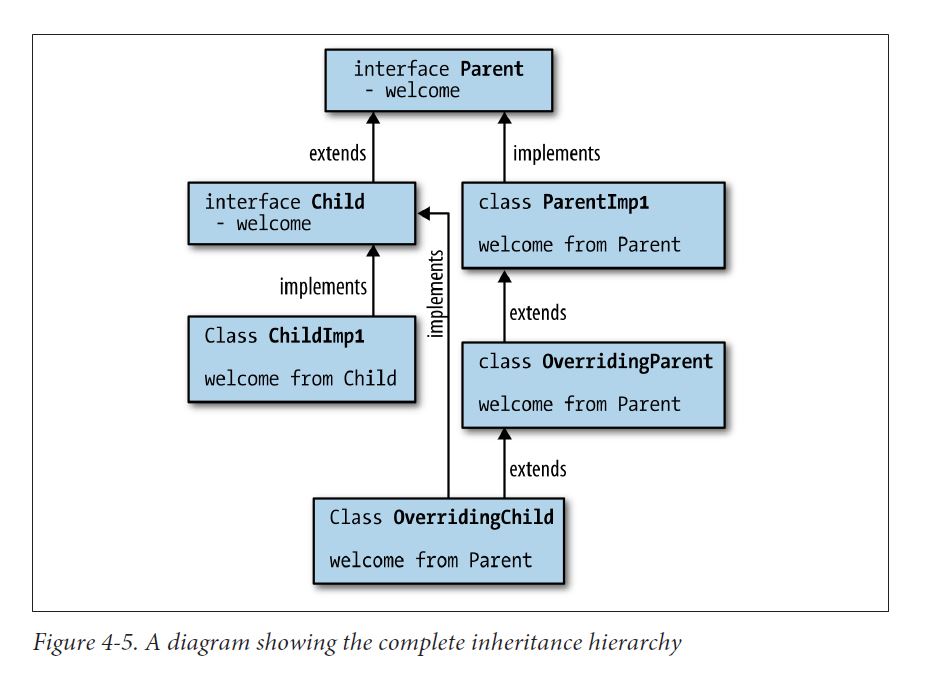 interface Parent
- welcome
extends
implements
interface Child
- welcome
class ParentImp1
welcome from Parent
implements
implements
extends
Class ChildImp1
welcome from Child
class OverridingParent
welcome from Parent
extends
Class OverridingChild
welcome from Parent
Figure 4-5. A diagram showing the complete inheritance hierarchy